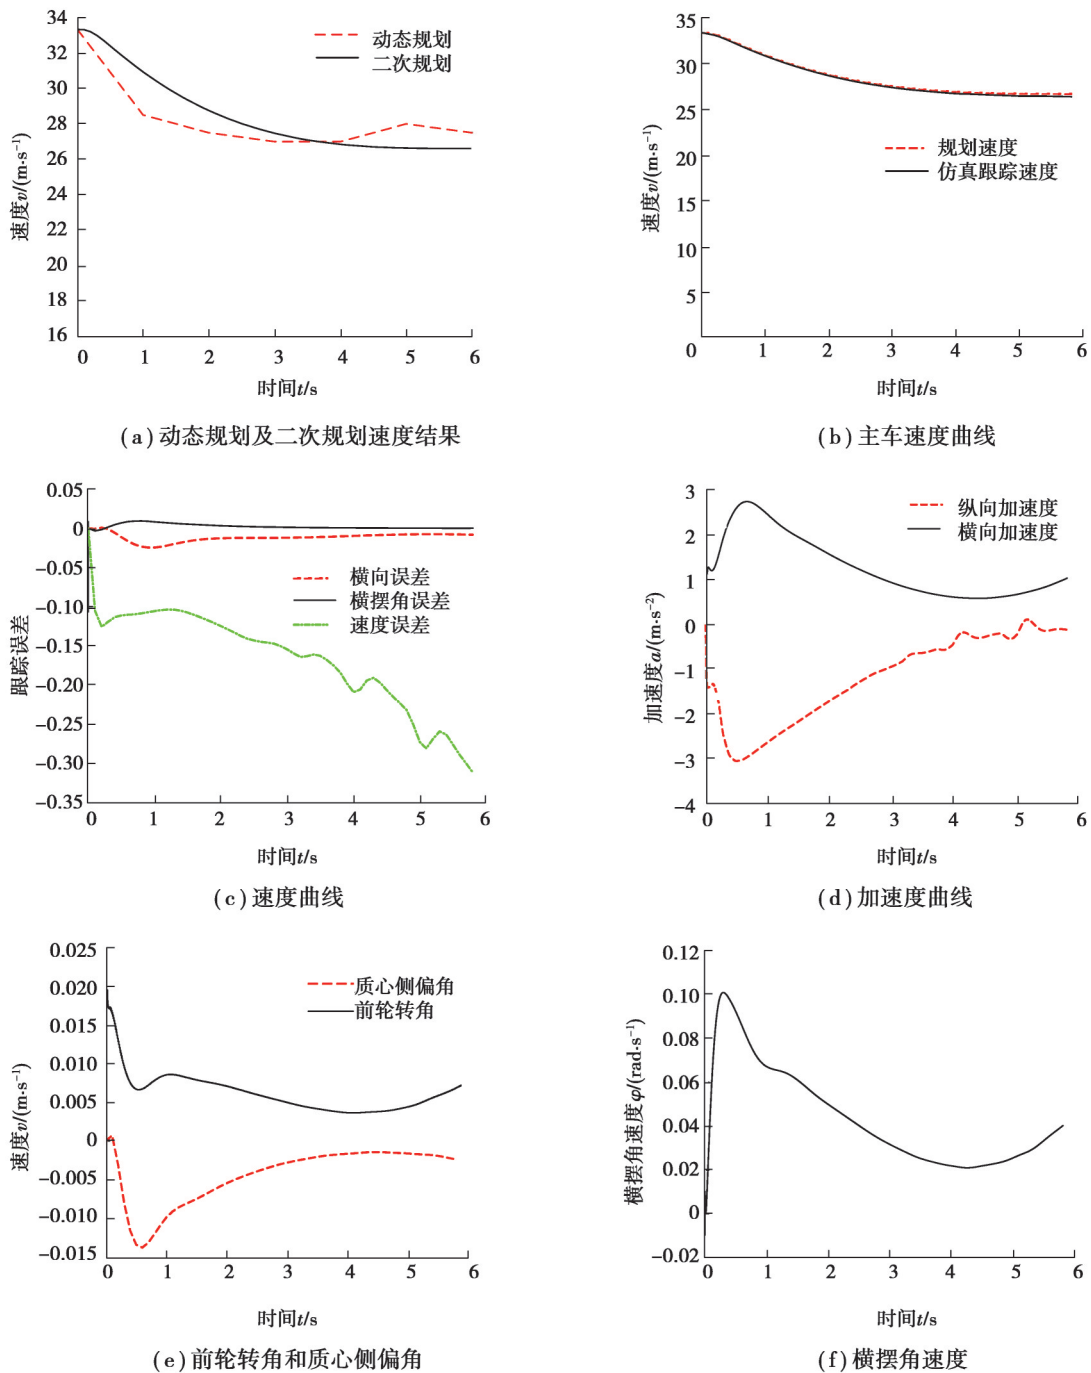 34
32
30
28
26
24
22
20
18
16
速度v/(m·s⁻¹)
动态规划
二次规划
0 1 2 3 4 5 6
时间t/s
(a)动态规划及二次规划速度结果
35
30
25
20
15
10
5
0 1 2 3 4 5 6
速度v/(m·s⁻¹)
规划速度
仿真跟踪速度
时间t/s
(b)主车速度曲线
0.05
0
−0.05
−0.10
−0.15
−0.20
−0.25
−0.30
−0.35
跟踪误差
横向误差
横摆角误差
速度误差
0 1 2 3 4 5 6
时间t/s
(c)速度曲线
3
2
1
0
−1
−2
−3
−4
加速度a/(m·s⁻²)
纵向加速度
横向加速度
0 1 2 3 4 5 6
时间t/s
(d)加速度曲线
0.025
0.020
0.015
0.010
0.005
0
−0.005
−0.010
−0.015
速度v/(m·s⁻¹)
质心侧偏角
前轮转角
0 1 2 3 4 5 6
时间t/s
(e)前轮转角和质心侧偏角
0.12
0.10
0.08
0.06
0.04
0.02
0
−0.02
横摆角速度φ/(rad·s⁻¹)
0 1 2 3 4 5 6
时间t/s
(f)横摆角速度